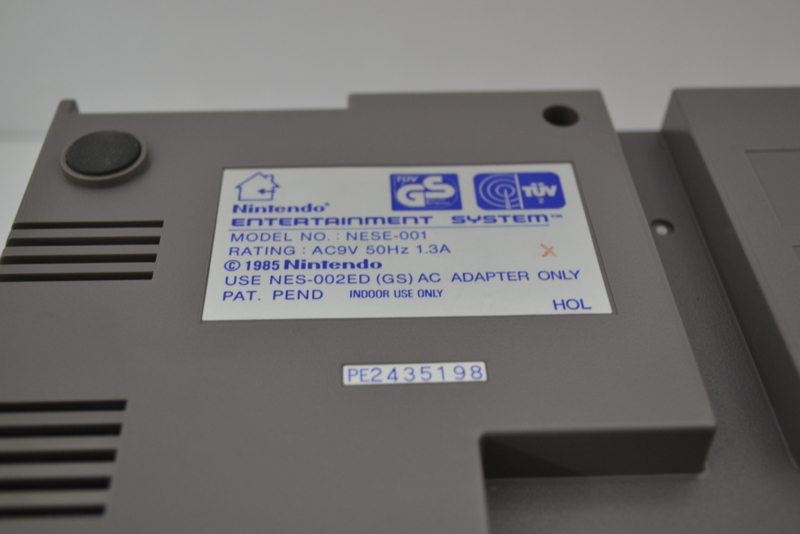 TÜV
GS
TÜV
Nintendo®
ENTERTAINMENT SYSTEM™
MODEL NO. : NESE-001
RATING : AC9V 50Hz 1.3A
© 1985 Nintendo
USE NES-002ED (GS) AC ADAPTER ONLY
PAT. PEND INDOOR USE ONLY
HOL
PE2435198